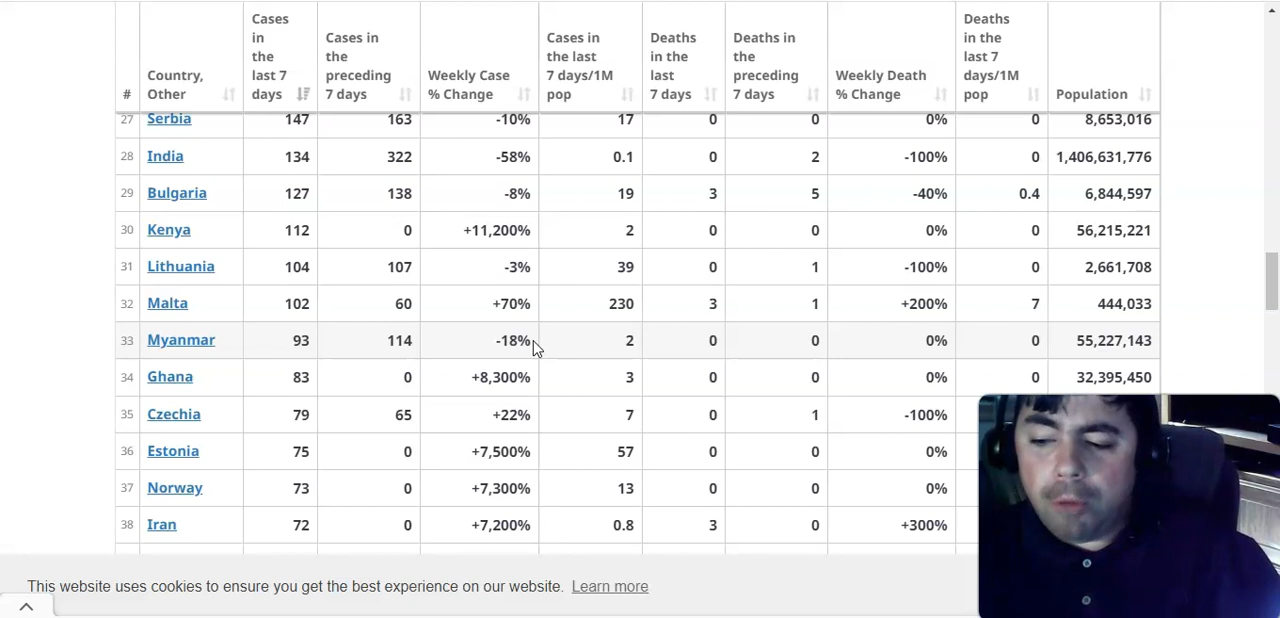 # Country, Other Cases in the last 7 days Cases in the preceding 7 days Weekly Case % Change Cases in the last 7 days/1M pop Deaths in the last 7 days Deaths in the preceding 7 days Weekly Death % Change Deaths in the last 7 days/1M pop Population
27 Serbia 147 163 -10% 17 0 0 0% 0 8,653,016
28 India 134 322 -58% 0.1 0 2 -100% 0 1,406,631,776
29 Bulgaria 127 138 -8% 19 3 5 -40% 0.4 6,844,597
30 Kenya 112 0 +11,200% 2 0 0 0% 0 56,215,221
31 Lithuania 104 107 -3% 39 0 1 -100% 0 2,661,708
32 Malta 102 60 +70% 230 3 1 +200% 7 444,033
33 Myanmar 93 114 -18% 2 0 0 0% 0 55,227,143
34 Ghana 83 0 +8,300% 3 0 0 0% 0 32,395,450
35 Czechia 79 65 +22% 7 0 1 -100%
36 Estonia 75 0 +7,500% 57 0 0 0%
37 Norway 73 0 +7,300% 13 0 0 0%
38 Iran 72 0 +7,200% 0.8 3 0 +300%
This website uses cookies to ensure you get the best experience on our website. Learn more